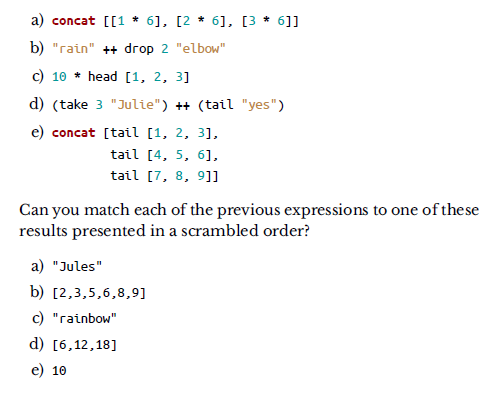 a) concat [[1 * 6], [2 * 6], [3 * 6]]
b) "rain" ++ drop 2 "elbow"
c) 10 * head [1, 2, 3]
d) (take 3 "Julie") ++ (tail "yes")
e) concat [tail [1, 2, 3],
tail [4, 5, 6],
tail [7, 8, 9]]
Can you match each of the previous expressions to one of these
results presented in a scrambled order?
a) "Jules"
b) [2,3,5,6,8,9]
c) "rainbow"
d) [6,12,18]
e) 10